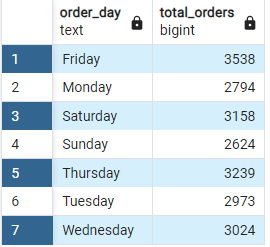 order_day total_orders
text bigint
1 Friday 3538
2 Monday 2794
3 Saturday 3158
4 Sunday 2624
5 Thursday 3239
6 Tuesday 2973
7 Wednesday 3024